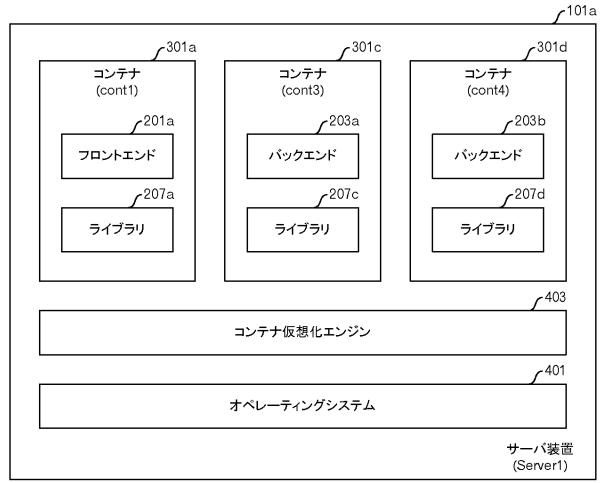 101a
301a
コンテナ
(cont1)
201a
フロントエンド
207a
ライブラリ
301c
コンテナ
(cont3)
203a
バックエンド
207c
ライブラリ
301d
コンテナ
(cont4)
203b
バックエンド
207d
ライブラリ
403
コンテナ仮想化エンジン
401
オペレーティングシステム
サーバ装置
(Server1)